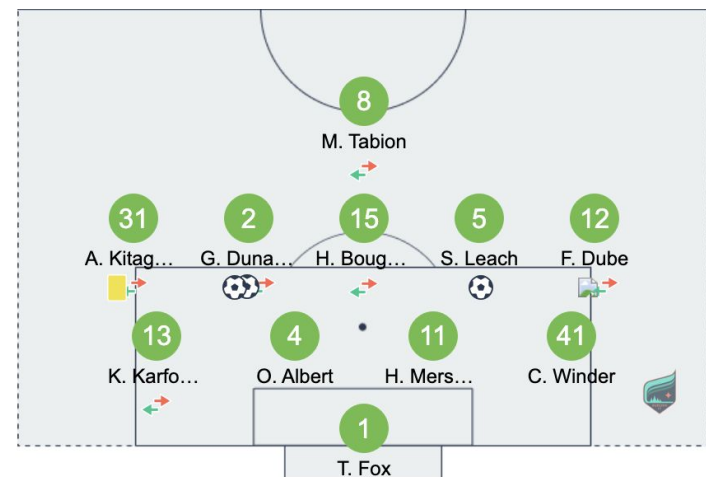 8
M. Tabion
31 2 15 5 12
A. Kitag... G. Duna... H. Boug... S. Leach F. Dube
13 4 11 41
K. Karfo... O. Albert H. Mers... C. Winder
1
T. Fox